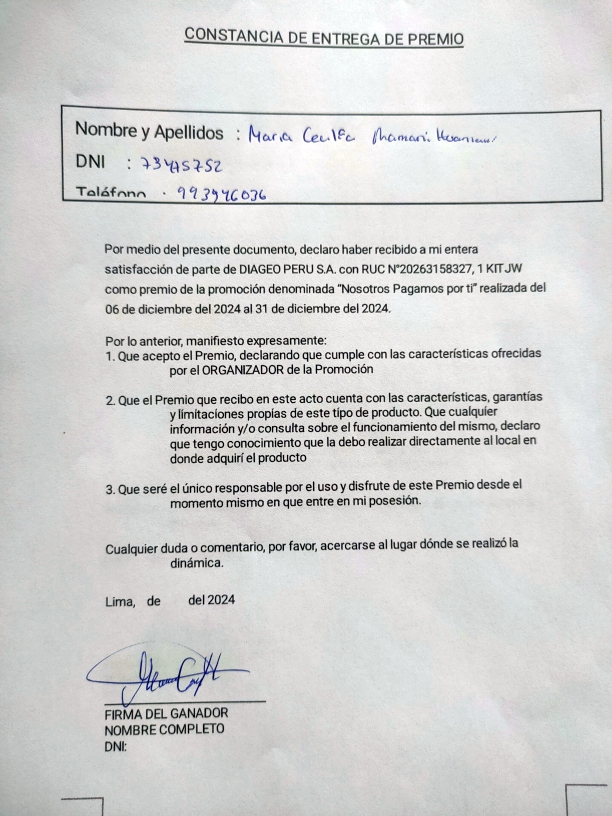 CONSTANCIA DE ENTREGA DE PREMIO
Nombre y Apellidos : Maria Cecilia Mamani
DNI : 73475752
Teléfono : 993946036
Por medio del presente documento, declaro haber recibido a mi entera
satisfacción de parte de DIAGEO PERU S.A. con RUC N°20263158327, 1 KIT JW
como premio de la promoción denominada "Nosotros Pagamos por ti" realizada del
06 de diciembre del 2024 al 31 de diciembre del 2024.
Por lo anterior, manifiesto expresamente:
1. Que acepto el Premio, declarando que cumple con las características ofrecidas
por el ORGANIZADOR de la Promoción
2. Que el Premio que recibo en este acto cuenta con las características, garantías
y limitaciones propias de este tipo de producto. Que cualquier
información y/o consulta sobre el funcionamiento del mismo, declaro
que tengo conocimiento que la debo realizar directamente al local en
donde adquirí el producto
3. Que seré el único responsable por el uso y disfrute de este Premio desde el
momento mismo en que entre en mi posesión.
Cualquier duda o comentario, por favor, acercarse al lugar dónde se realizó la
dinámica.
Lima, de del 2024
FIRMA DEL GANADOR
NOMBRE COMPLETO
DNI: